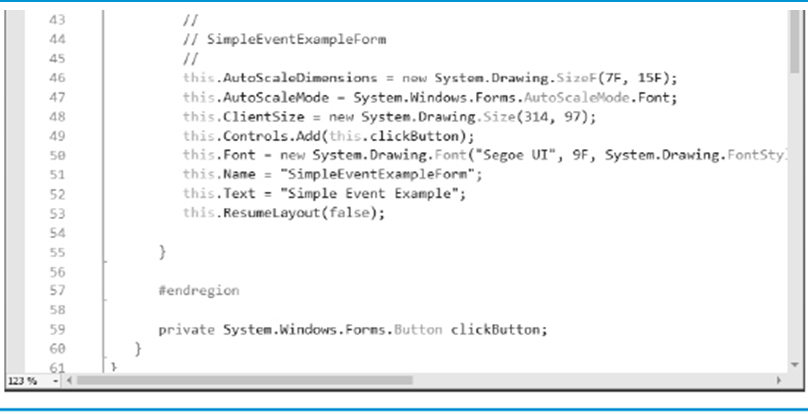 43 //
44 // SimpleEventExampleForm
45 //
46 this.AutoScaleDimensions = new System.Drawing.SizeF(7F, 15F);
47 this.AutoScaleMode = System.Windows.Forms.AutoScaleMode.Font;
48 this.ClientSize = new System.Drawing.Size(314, 97);
49 this.Controls.Add(this.clickButton);
50 this.Font = new System.Drawing.Font("Segoe UI", 9F, System.Drawing.FontStyl
51 this.Name = "SimpleEventExampleForm";
52 this.Text = "Simple Event Example";
53 this.ResumeLayout(false);
54
55 }
56
57 #endregion
58
59 private System.Windows.Forms.Button clickButton;
60 }
61 }
123 %